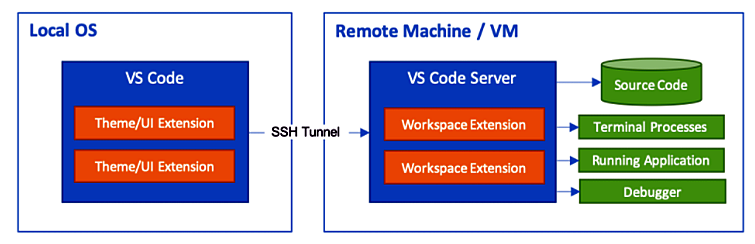 Local OS
VS Code
Theme/UI Extension
Theme/UI Extension
SSH Tunnel
Remote Machine / VM
VS Code Server
Workspace Extension
Workspace Extension
Source Code
Terminal Processes
Running Application
Debugger